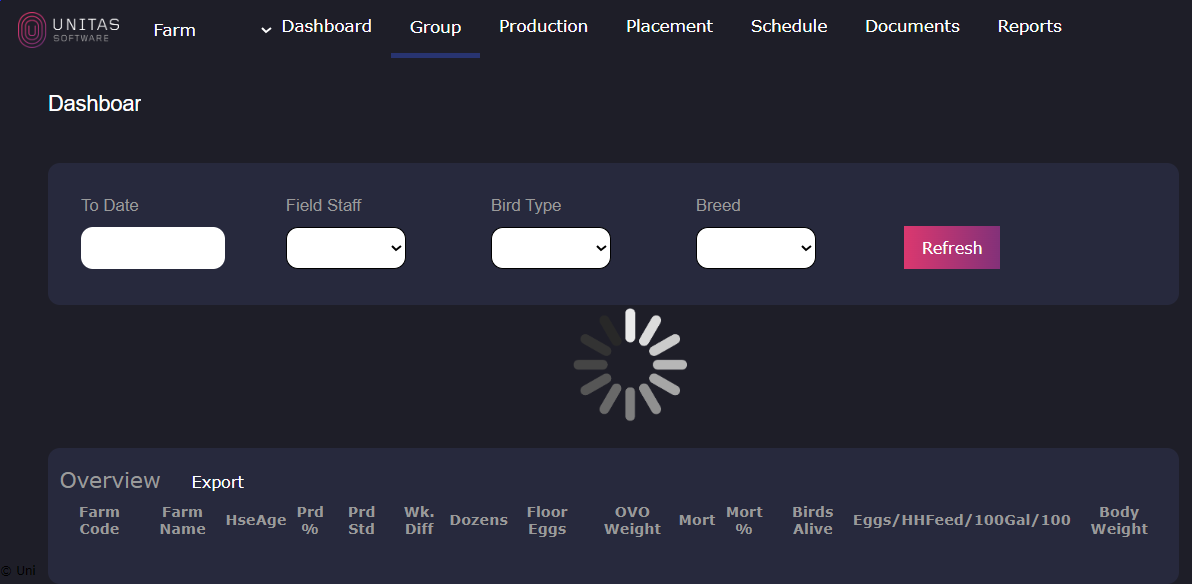 UNITAS
SOFTWARE
Farm
Dashboard Group Production Placement Schedule Documents Reports
Dashboar
To Date Field Staff Bird Type Breed
Refresh
Overview Export
Farm Code Farm Name HseAge Prd % Prd Std Wk. Diff Dozens Floor Eggs OVO Weight Mort Mort % Birds Alive Eggs/HHFeed/100Gal/100 Body Weight
© Uni